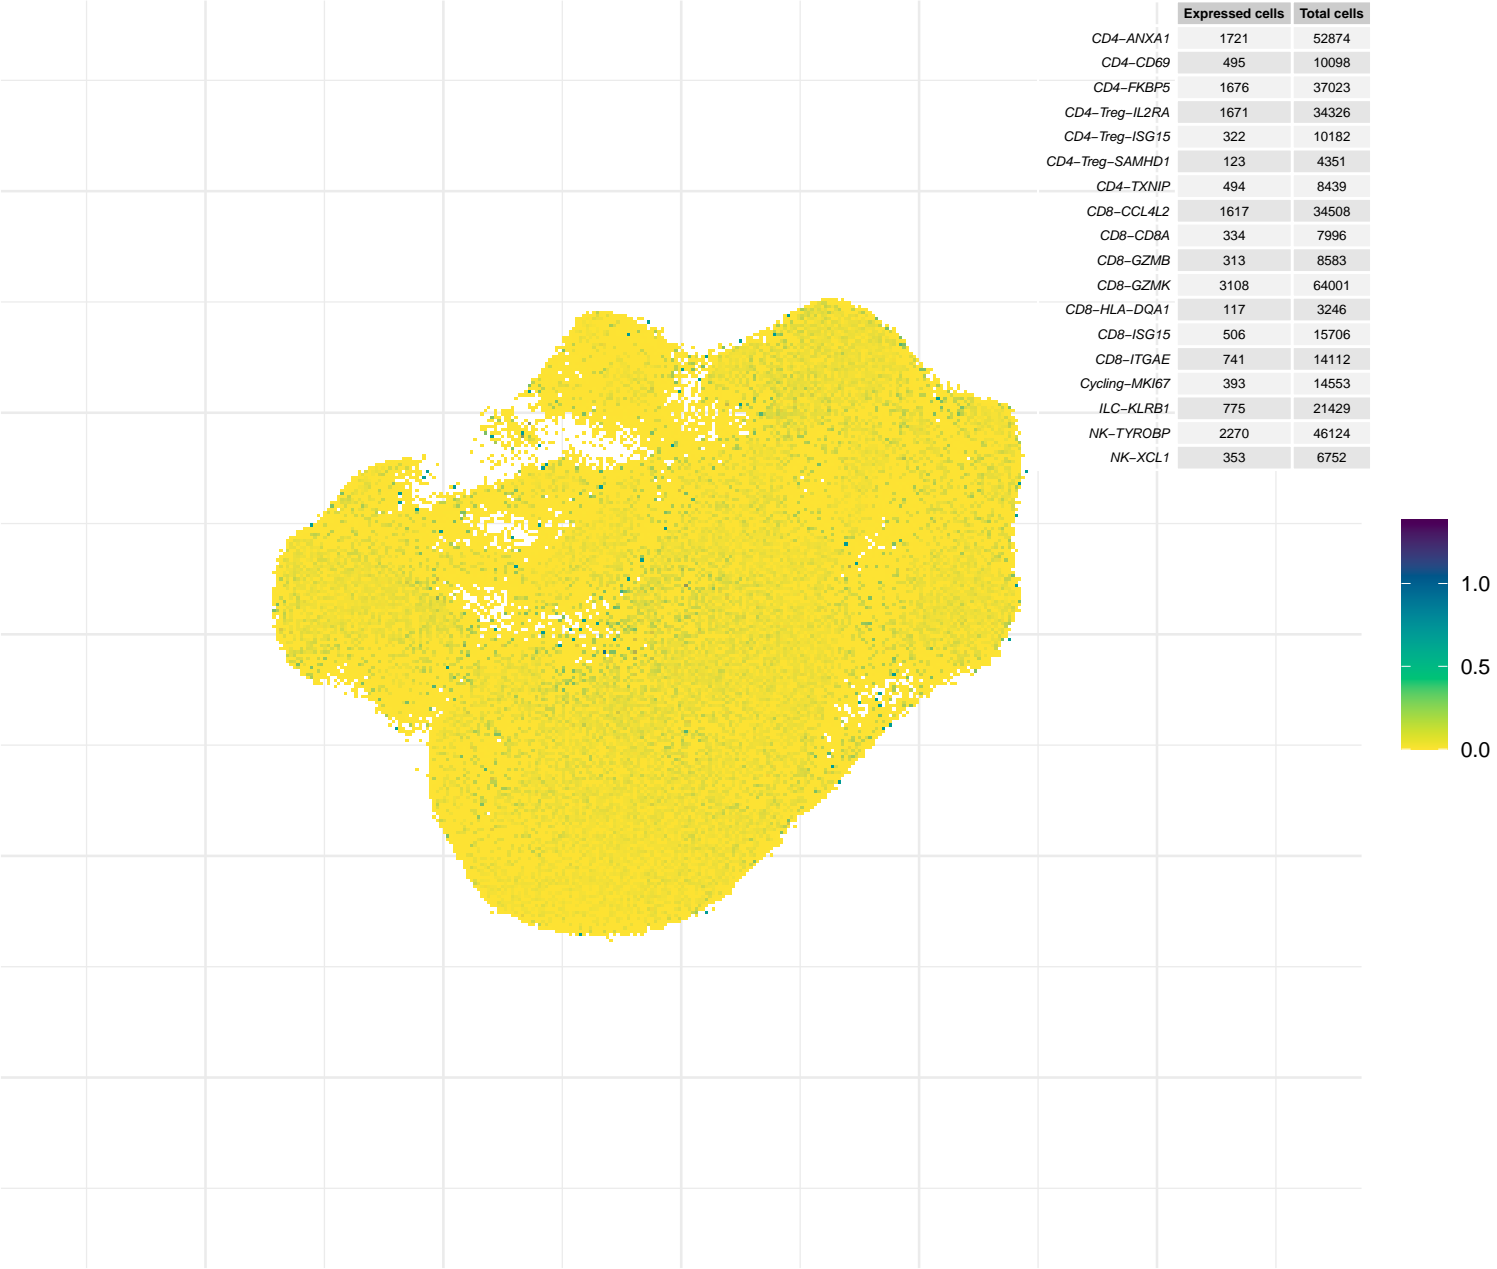 Expressed cells Total cells
CD4−ANXA1 1721 52874
CD4−CD69 495 10098
CD4−FKBP5 1676 37023
CD4−Treg−IL2RA 1671 34326
CD4−Treg−ISG15 322 10182
CD4−Treg−SAMHD1 123 4351
CD4−TXNIP 494 8439
CD8−CCL4L2 1617 34508
CD8−CD8A 334 7996
CD8−GZMB 313 8583
CD8−GZMK 3108 64001
CD8−HLA−DQA1 117 3246
CD8−ISG15 506 15706
CD8−ITGAE 741 14112
Cycling−MKI67 393 14553
ILC−KLRB1 775 21429
NK−TYROBP 2270 46124
NK−XCL1 353 6752
1.0
0.5
0.0